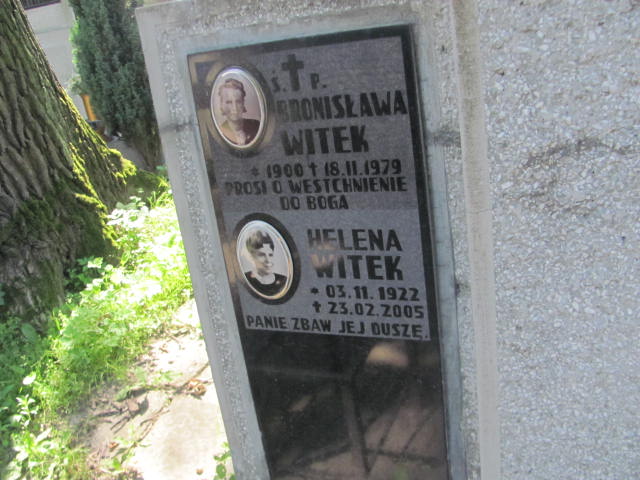 Ś. P.
BRONISŁAWA
WITEK
* 1900 † 18.11.1979
PROSI O WESTCHNIENIE
DO BOGA
HELENA
WITEK
* 03.11.1922
† 23.02.2005
PANIE ZBAW JEJ DUSZĘ.